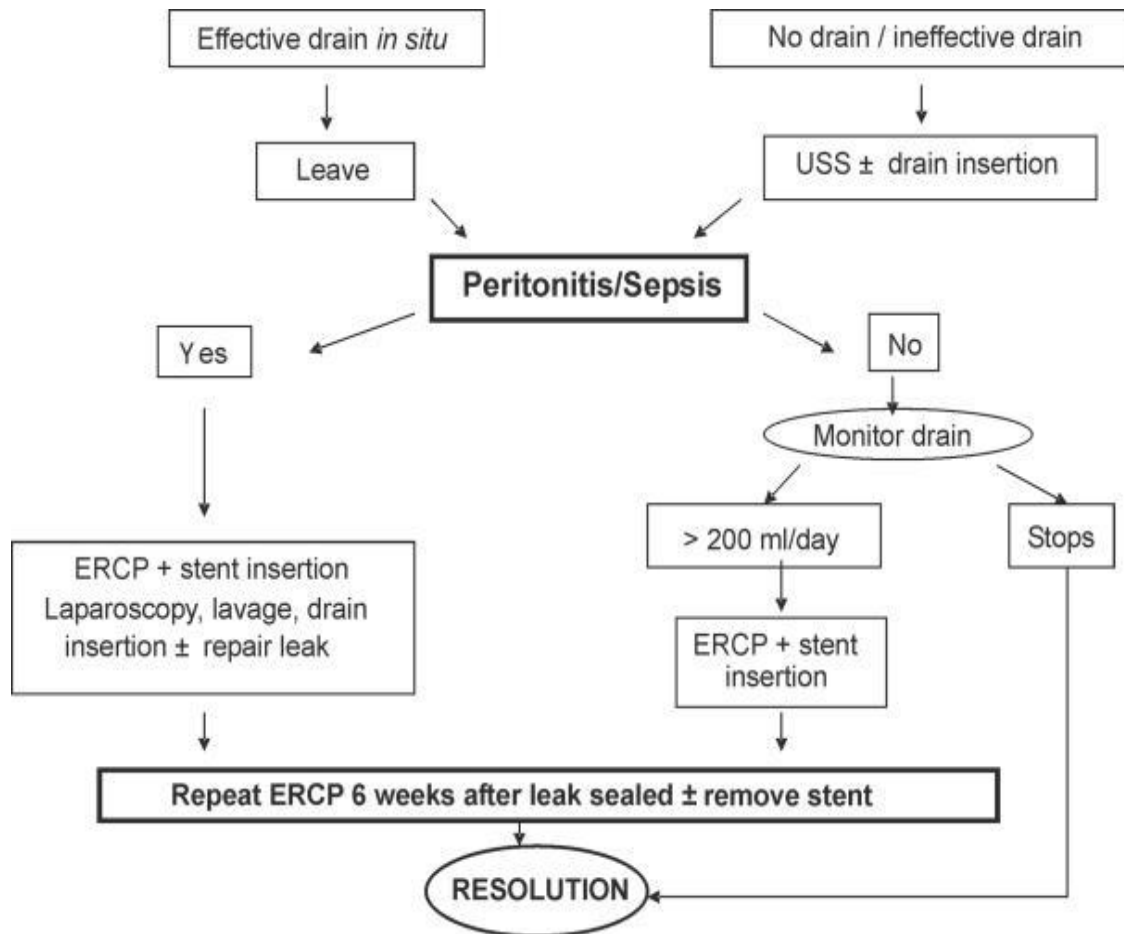 Effective drain in situ
No drain / ineffective drain
Leave
USS ± drain insertion
Peritonitis/Sepsis
Yes
No
Monitor drain
> 200 ml/day
Stops
ERCP + stent insertion
Laparoscopy, lavage, drain
insertion ± repair leak
ERCP + stent
insertion
Repeat ERCP 6 weeks after leak sealed ± remove stent
RESOLUTION